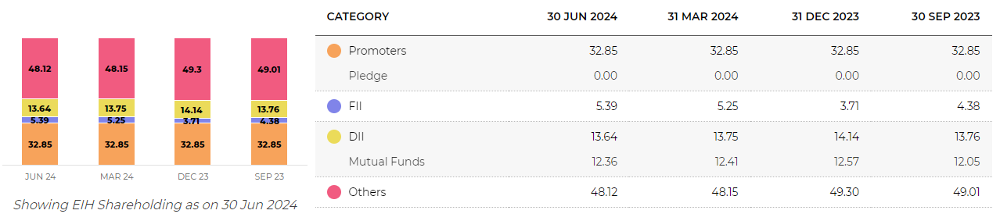 48.12 48.15 49.3 49.01
13.64 13.75 14.14 13.76
5.39 5.25 3.71 4.38
32.85 32.85 32.85 32.85
JUN 24 MAR 24 DEC 23 SEP 23
Showing EIH Shareholding as on 30 Jun 2024
CATEGORY 30 JUN 2024 31 MAR 2024 31 DEC 2023 30 SEP 2023
Promoters 32.85 32.85 32.85 32.85
Pledge 0.00 0.00 0.00 0.00
FII 5.39 5.25 3.71 4.38
DII 13.64 13.75 14.14 13.76
Mutual Funds 12.36 12.41 12.57 12.05
Others 48.12 48.15 49.30 49.01